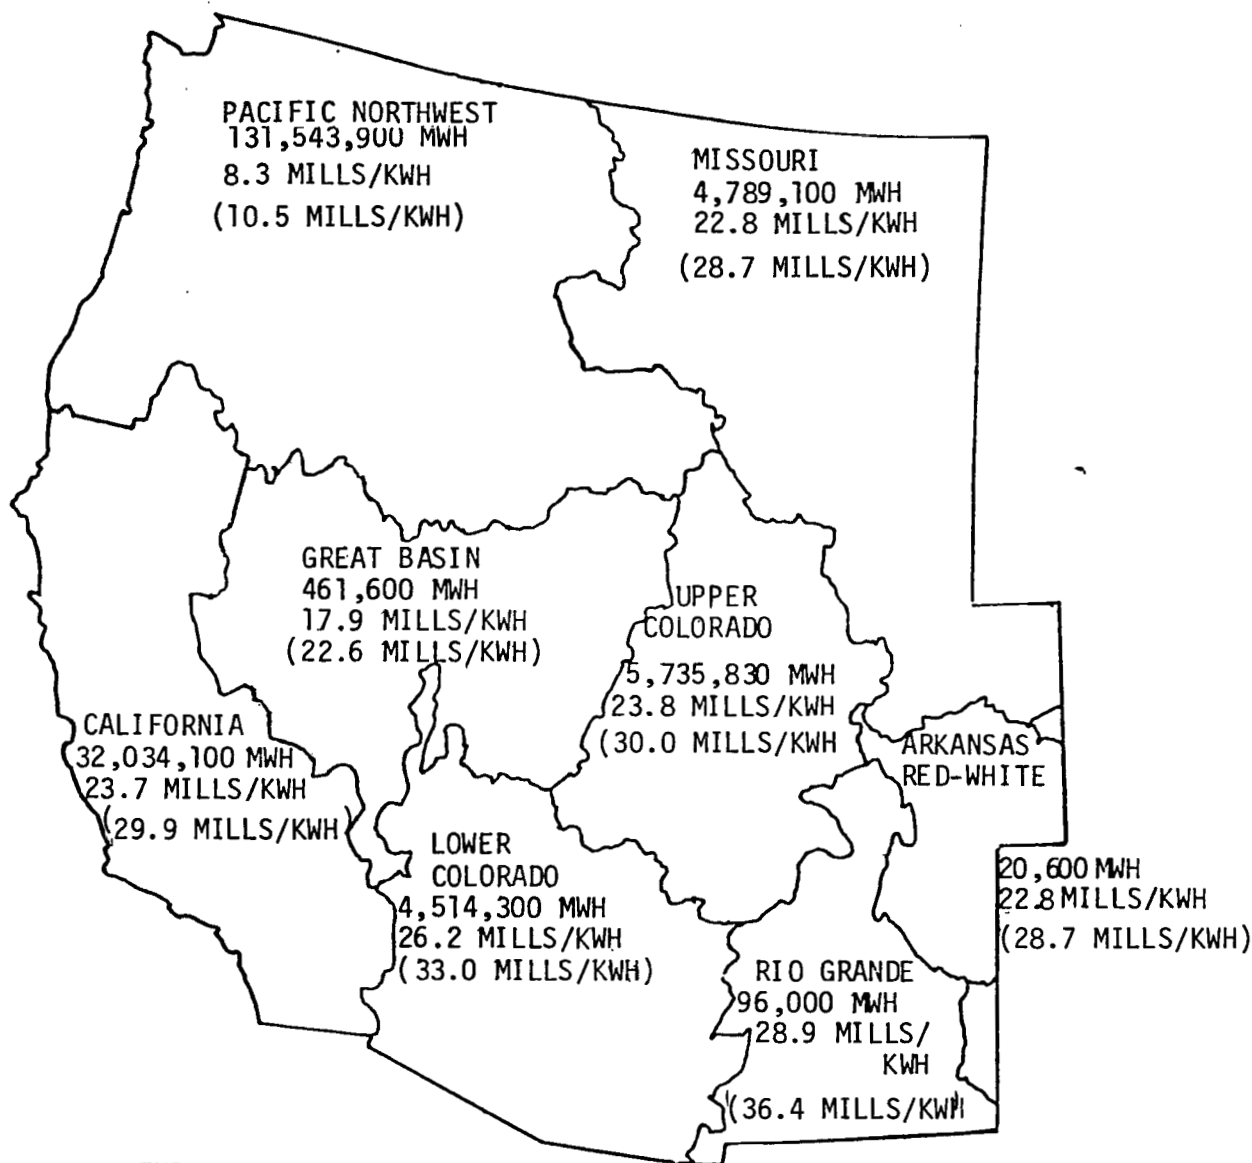 PACIFIC NORTHWEST
131,543,900 MWH
8.3 MILLS/KWH
(10.5 MILLS/KWH)
MISSOURI
4,789,100 MWH
22.8 MILLS/KWH
(28.7 MILLS/KWH)
GREAT BASIN
461,600 MWH
17.9 MILLS/KWH
(22.6 MILLS/KWH)
UPPER
COLORADO
5,735,830 MWH
23.8 MILLS/KWH
(30.0 MILLS/KWH
CALIFORNIA
32,034,100 MWH
23.7 MILLS/KWH
(29.9 MILLS/KWH)
ARKANSAS
RED-WHITE
20,600 MWH
22.8 MILLS/KWH
(28.7 MILLS/KWH)
LOWER
COLORADO
4,514,300 MWH
26.2 MILLS/KWH
(33.0 MILLS/KWH)
RIO GRANDE
96,000 MWH
28.9 MILLS/
KWH
(36.4 MILLS/KWH)